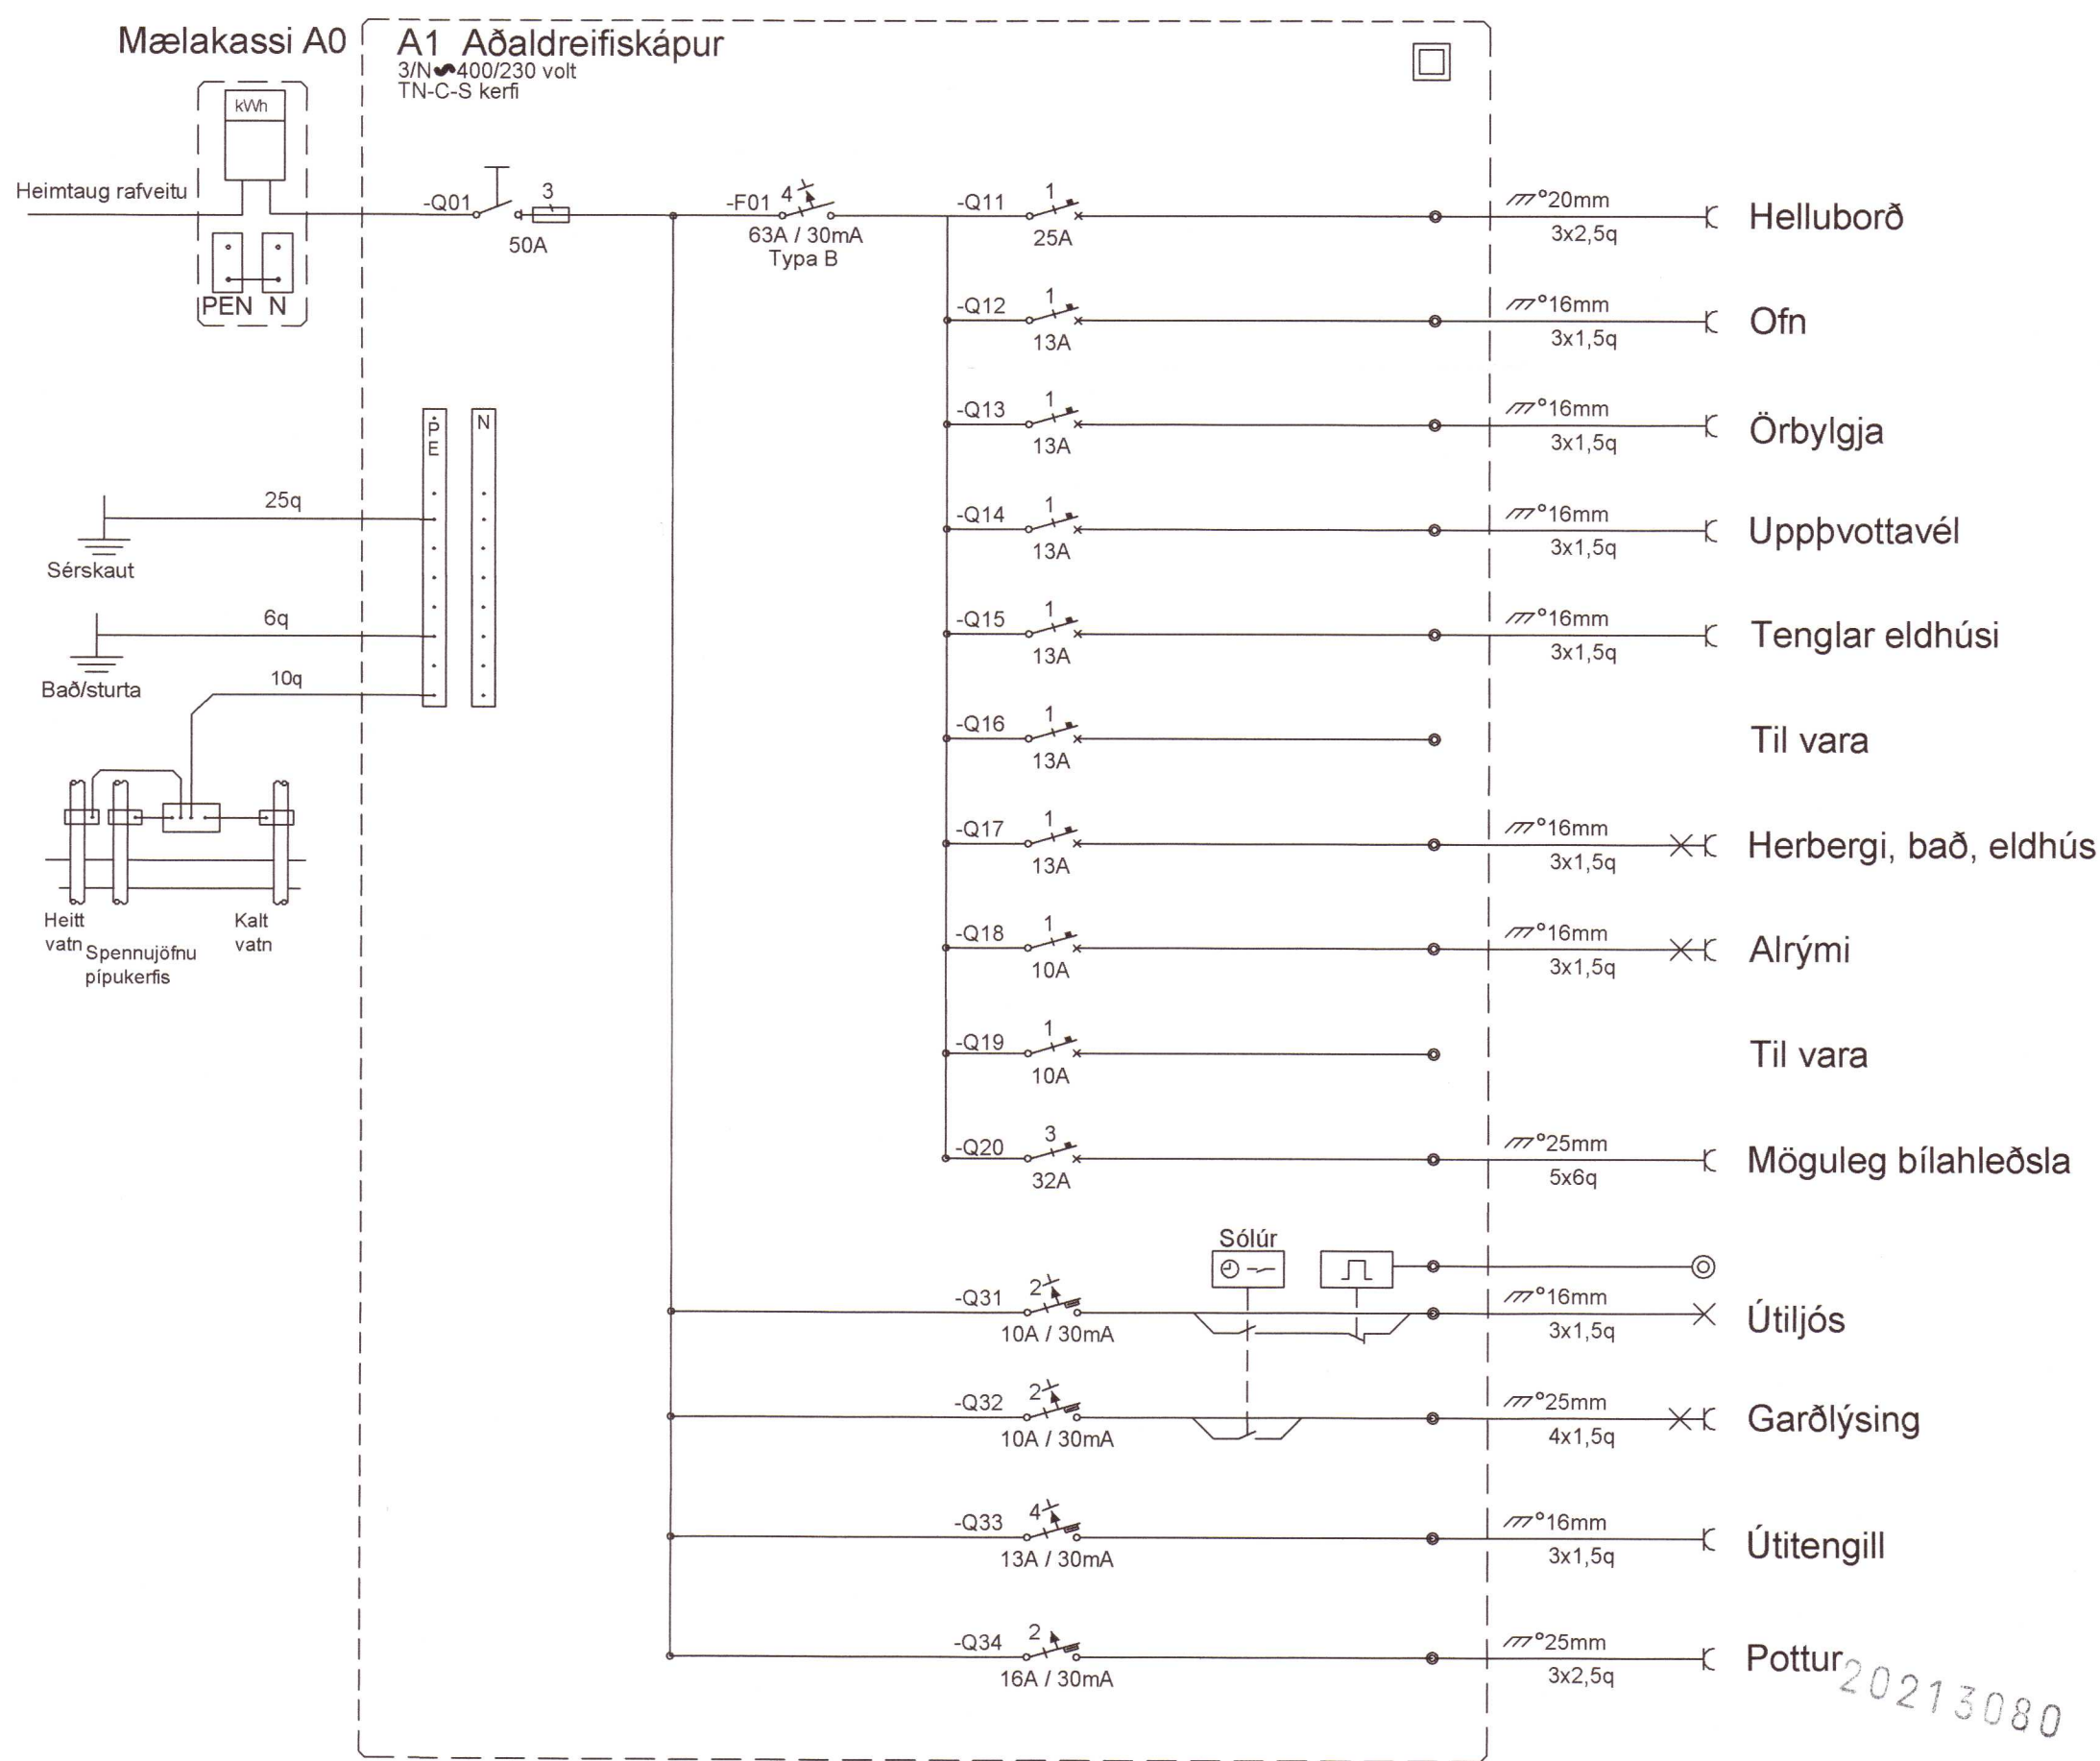 Mælakassi A0
A1 Aðaldreifiskápur
3/N 400/230 volt
TN-C-S kerfi
kWh
Heimtaug rafveitu
PEN N
-Q01
3
50A
-F01
4
63A / 30mA
Typa B
-Q11
1
25A
20mm
3x2,5q
Helluborð
-Q12
1
13A
16mm
3x1,5q
Ofn
-Q13
1
13A
16mm
3x1,5q
Örbylgja
-Q14
1
13A
16mm
3x1,5q
Uppþvottavél
-Q15
1
13A
16mm
3x1,5q
Tenglar eldhúsi
-Q16
1
13A
Til vara
-Q17
1
13A
16mm
3x1,5q
Herbergi, bað, eldhús
-Q18
1
10A
16mm
3x1,5q
Alrými
-Q19
1
10A
Til vara
-Q20
3
32A
25mm
5x6q
Möguleg bílahleðsla
Sólúr
-Q31
2
10A / 30mA
16mm
3x1,5q
Útiljós
-Q32
2
10A / 30mA
25mm
4x1,5q
Garðlýsing
-Q33
4
13A / 30mA
16mm
3x1,5q
Útitengill
-Q34
2
16A / 30mA
25mm
3x2,5q
Pottur
20213080
P
E
N
25q
Sérskaut
6q
Bað/sturta
10q
Heitt
vatn
Spennujöfnu
pípukerfis
Kalt
vatn